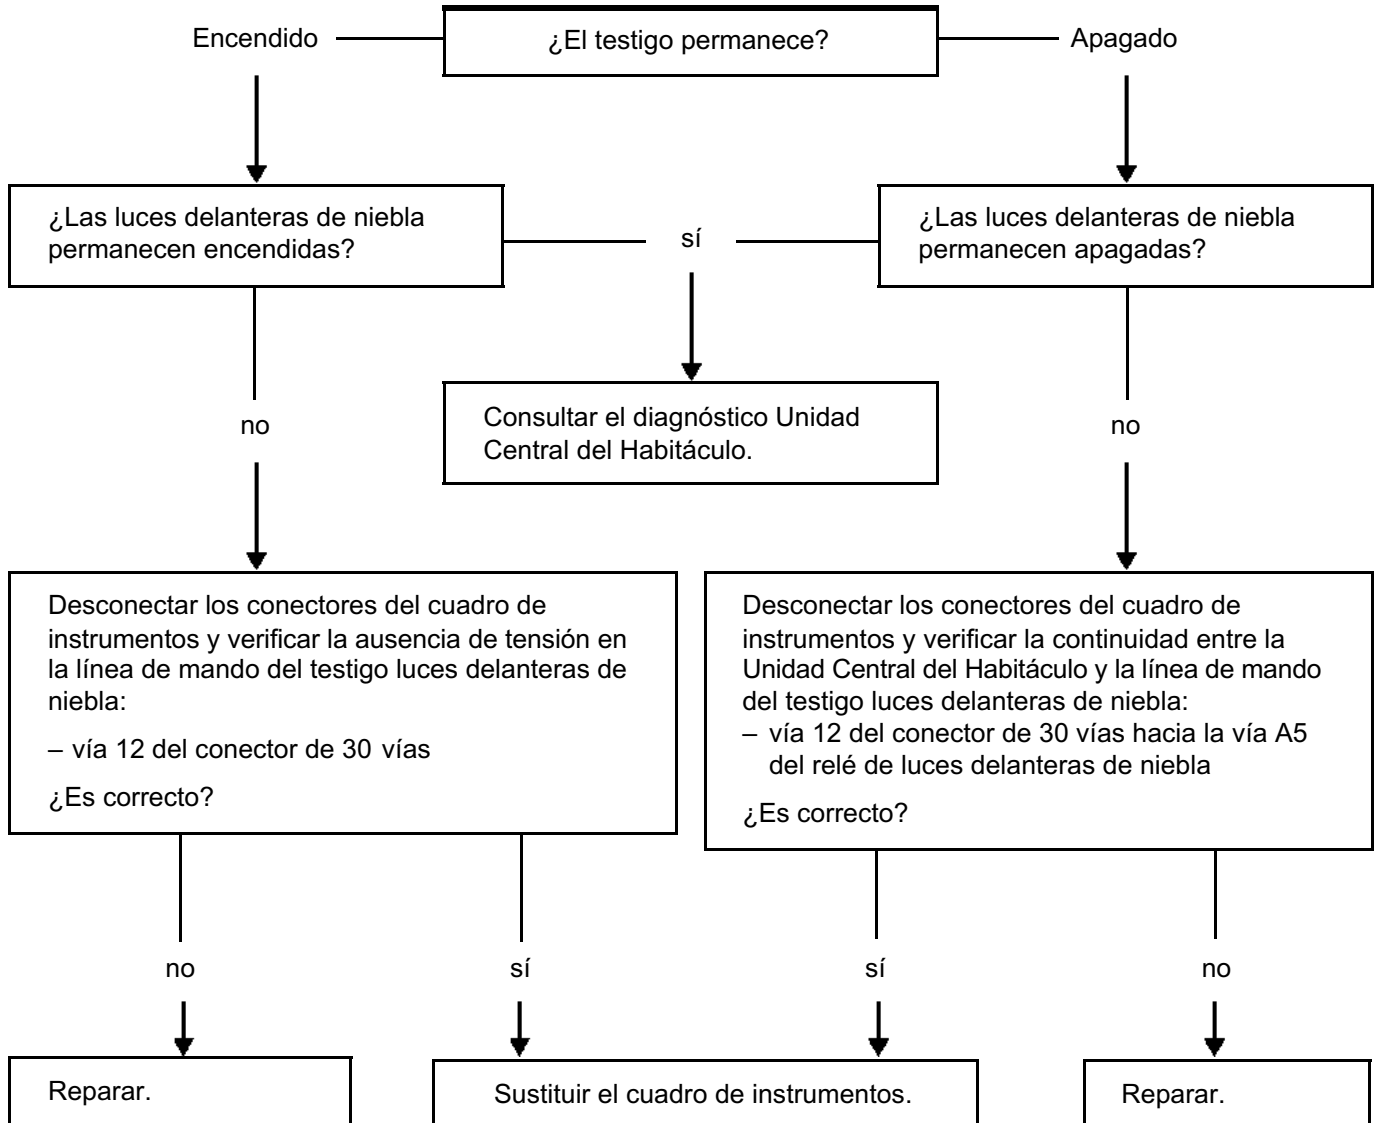 Encendido
¿El testigo permanece?
Apagado
¿Las luces delanteras de niebla
permanecen encendidas?
sí
¿Las luces delanteras de niebla
permanecen apagadas?
no
Consultar el diagnóstico Unidad
Central del Habitáculo.
no
Desconectar los conectores del cuadro de
instrumentos y verificar la ausencia de tensión en
la línea de mando del testigo luces delanteras de
niebla:
– vía 12 del conector de 30 vías
¿Es correcto?
Desconectar los conectores del cuadro de
instrumentos y verificar la continuidad entre la
Unidad Central del Habitáculo y la línea de mando
del testigo luces delanteras de niebla:
– vía 12 del conector de 30 vías hacia la vía A5
del relé de luces delanteras de niebla
¿Es correcto?
no
sí
sí
no
Reparar.
Sustituir el cuadro de instrumentos.
Reparar.